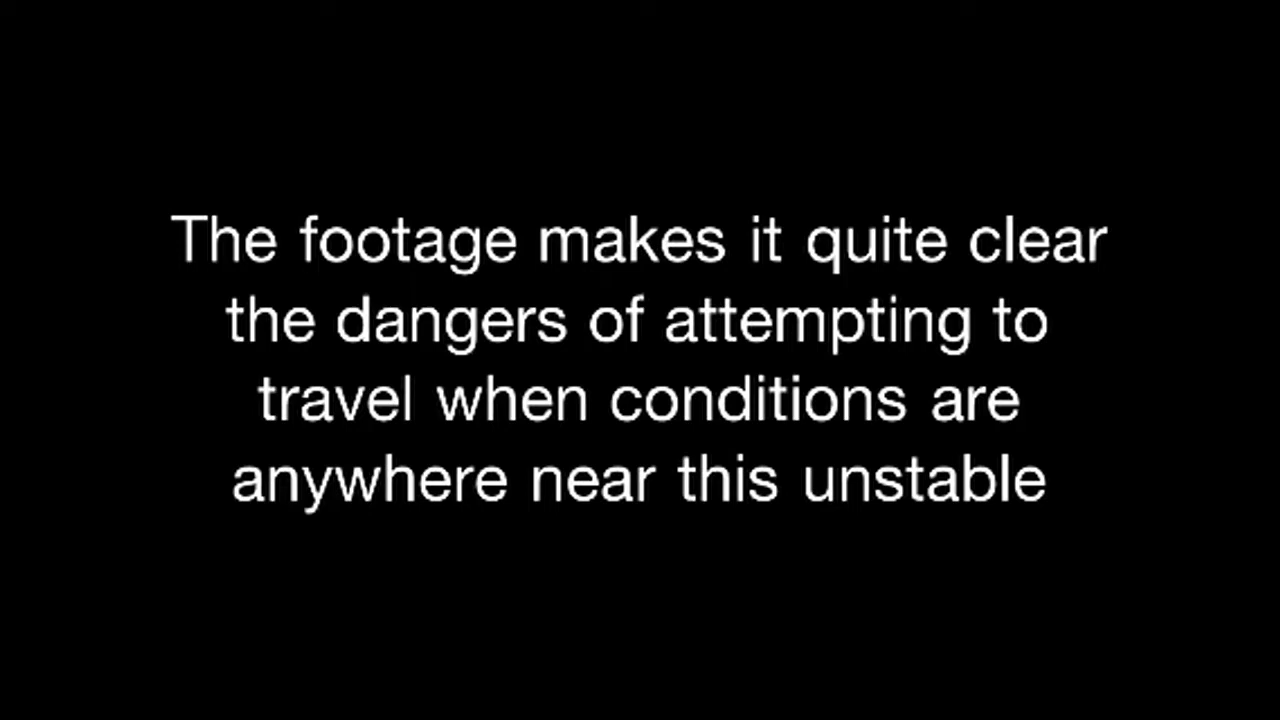 The footage makes it quite clear
the dangers of attempting to
travel when conditions are
anywhere near this unstable